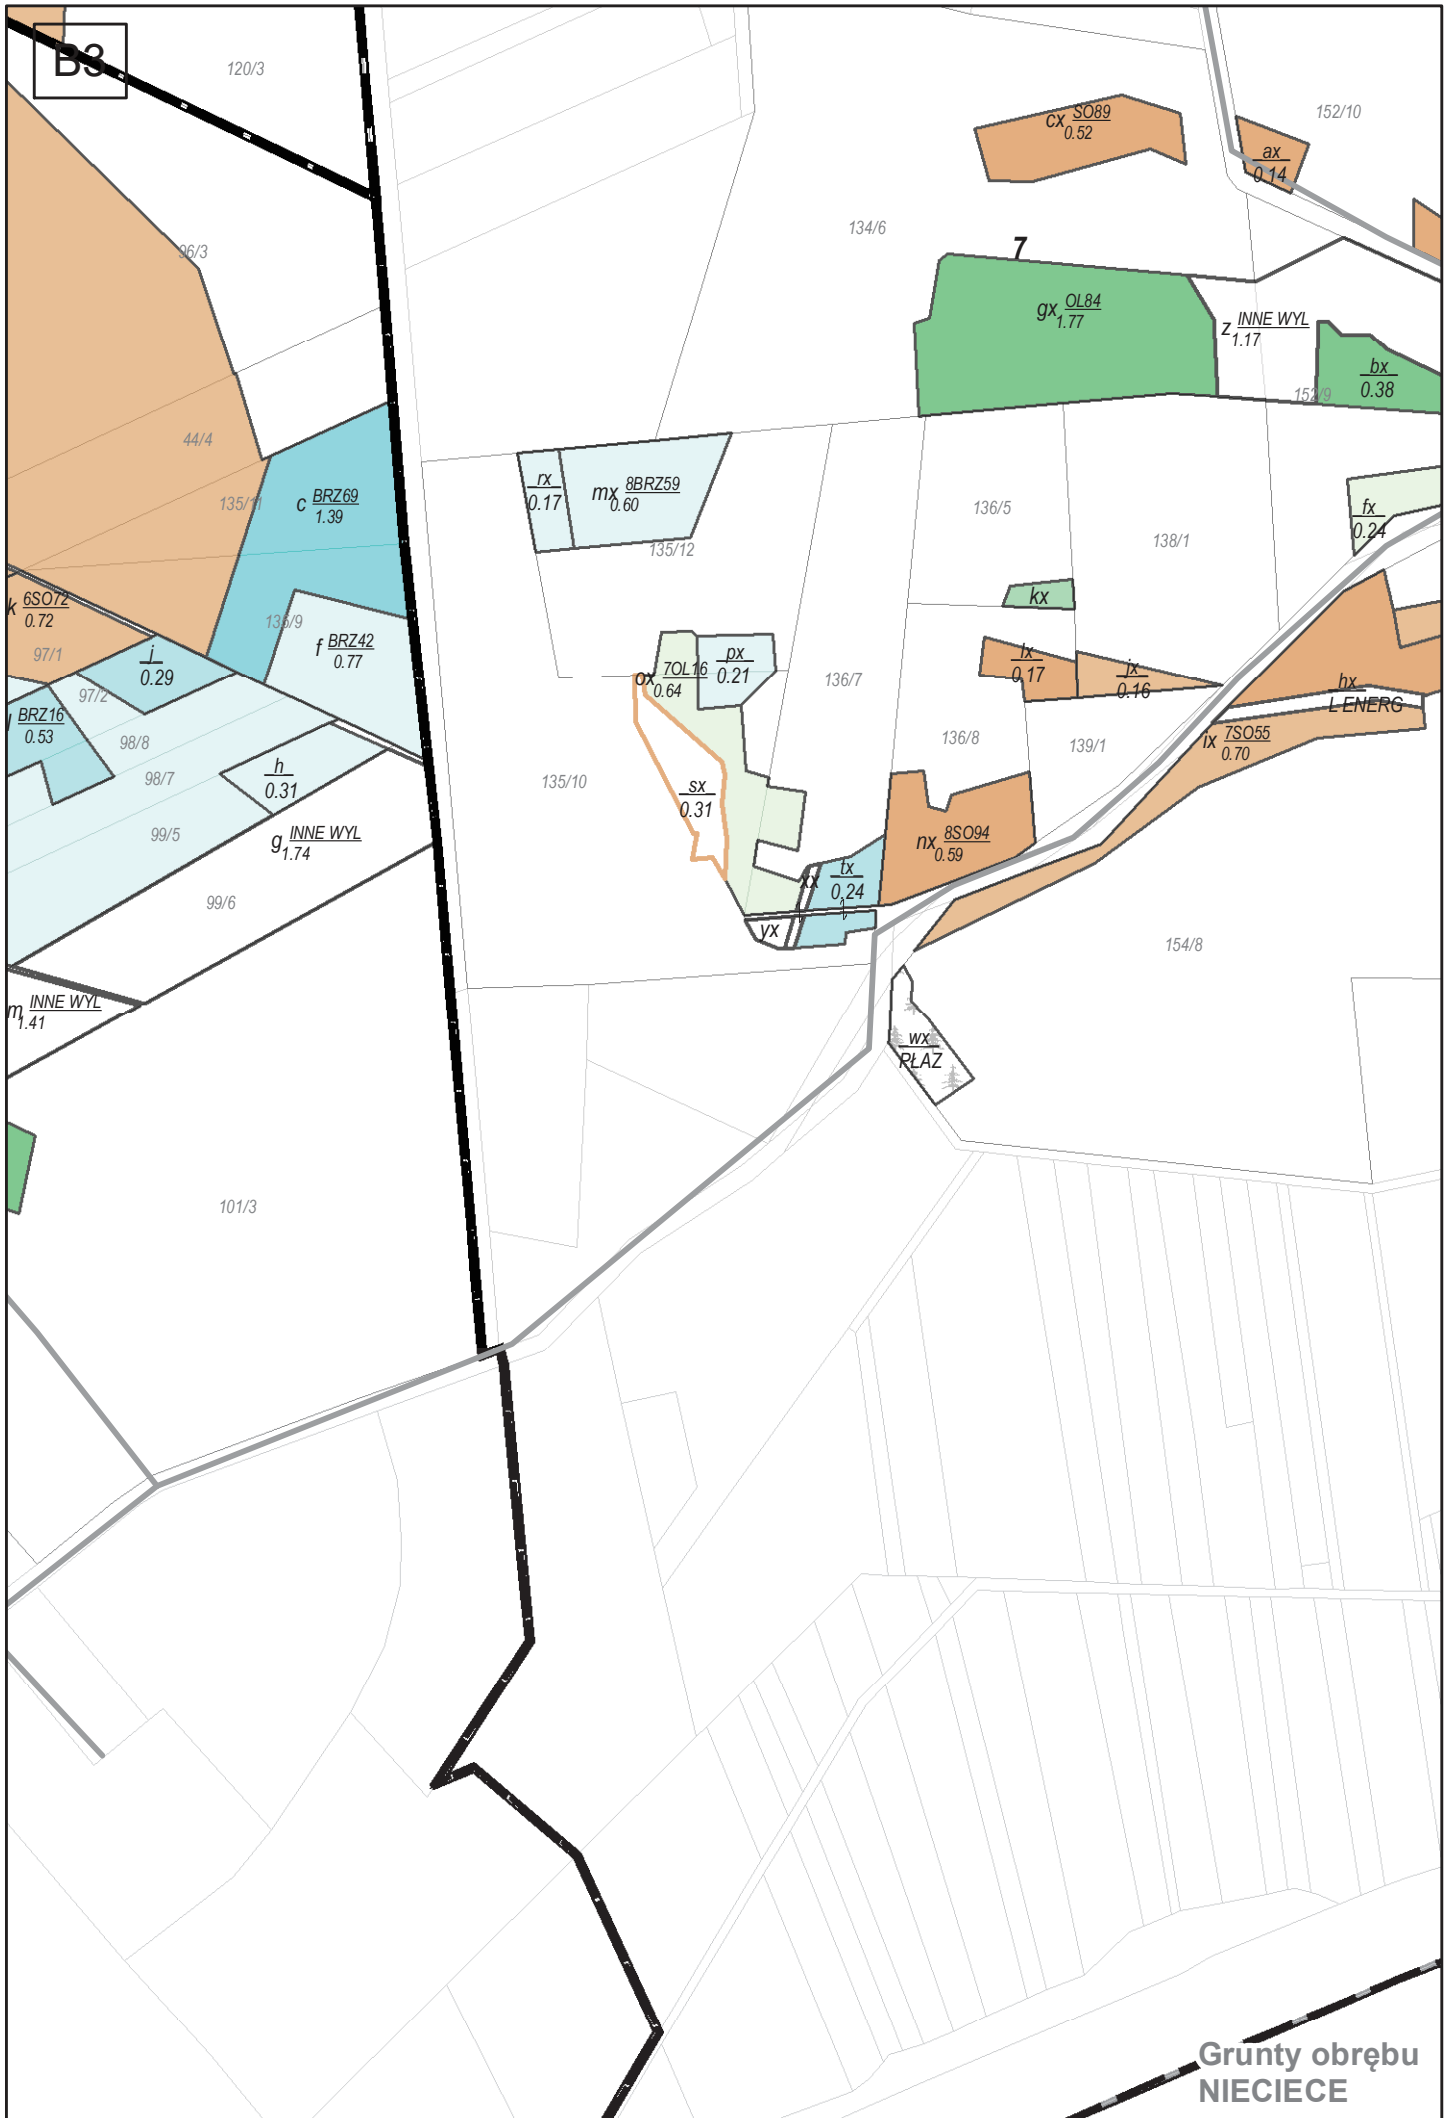 B3
120/3
152/10
cx SO89
0.52
ax
0.14
134/6
96/3
7
gx OL84
1.77
z INNE WYL
1.17
bx
0.38
152/9
44/4
135/11
c BRZ69
1.39
rx
0.17
mx 8BRZ59
0.60
135/12
136/5
138/1
fx
0.24
k 6SO72
0.72
97/1
135/9
f BRZ42
0.77
j
0.29
97/2
kx
lx
0.17
jx
0.16
ox 7OL16
0.64
px
0.21
136/7
hx
L ENERG
l BRZ16
0.53
98/8
98/7
h
0.31
136/8
139/1
ix 7SO55
0.70
135/10
sx
0.31
99/5
g INNE WYL
1.74
nx 8SO94
0.59
xx
tx
0.24
99/6
yx
154/8
m INNE WYL
1.41
wx
PŁAZ
101/3
Grunty obrębu
NIECIECE